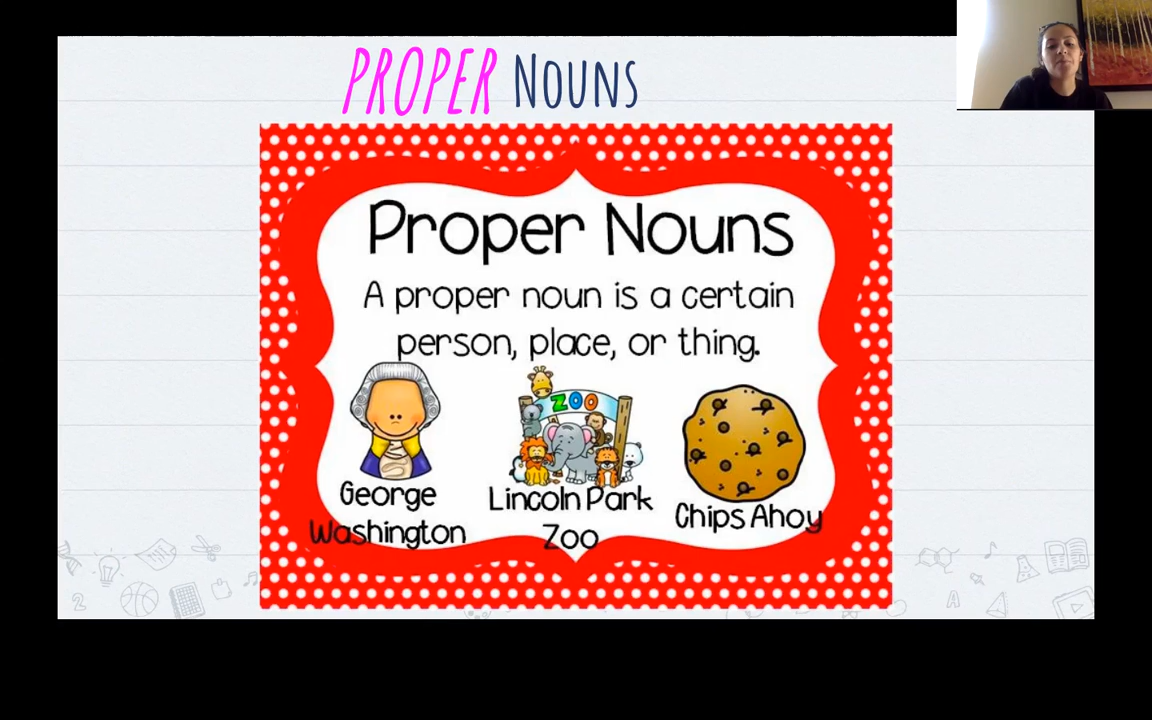 PROPER Nouns
Proper Nouns
A proper noun is a certain
person, place, or thing.
ZOO
George
Washington
Lincoln Park
Zoo
Chips Ahoy
2
A